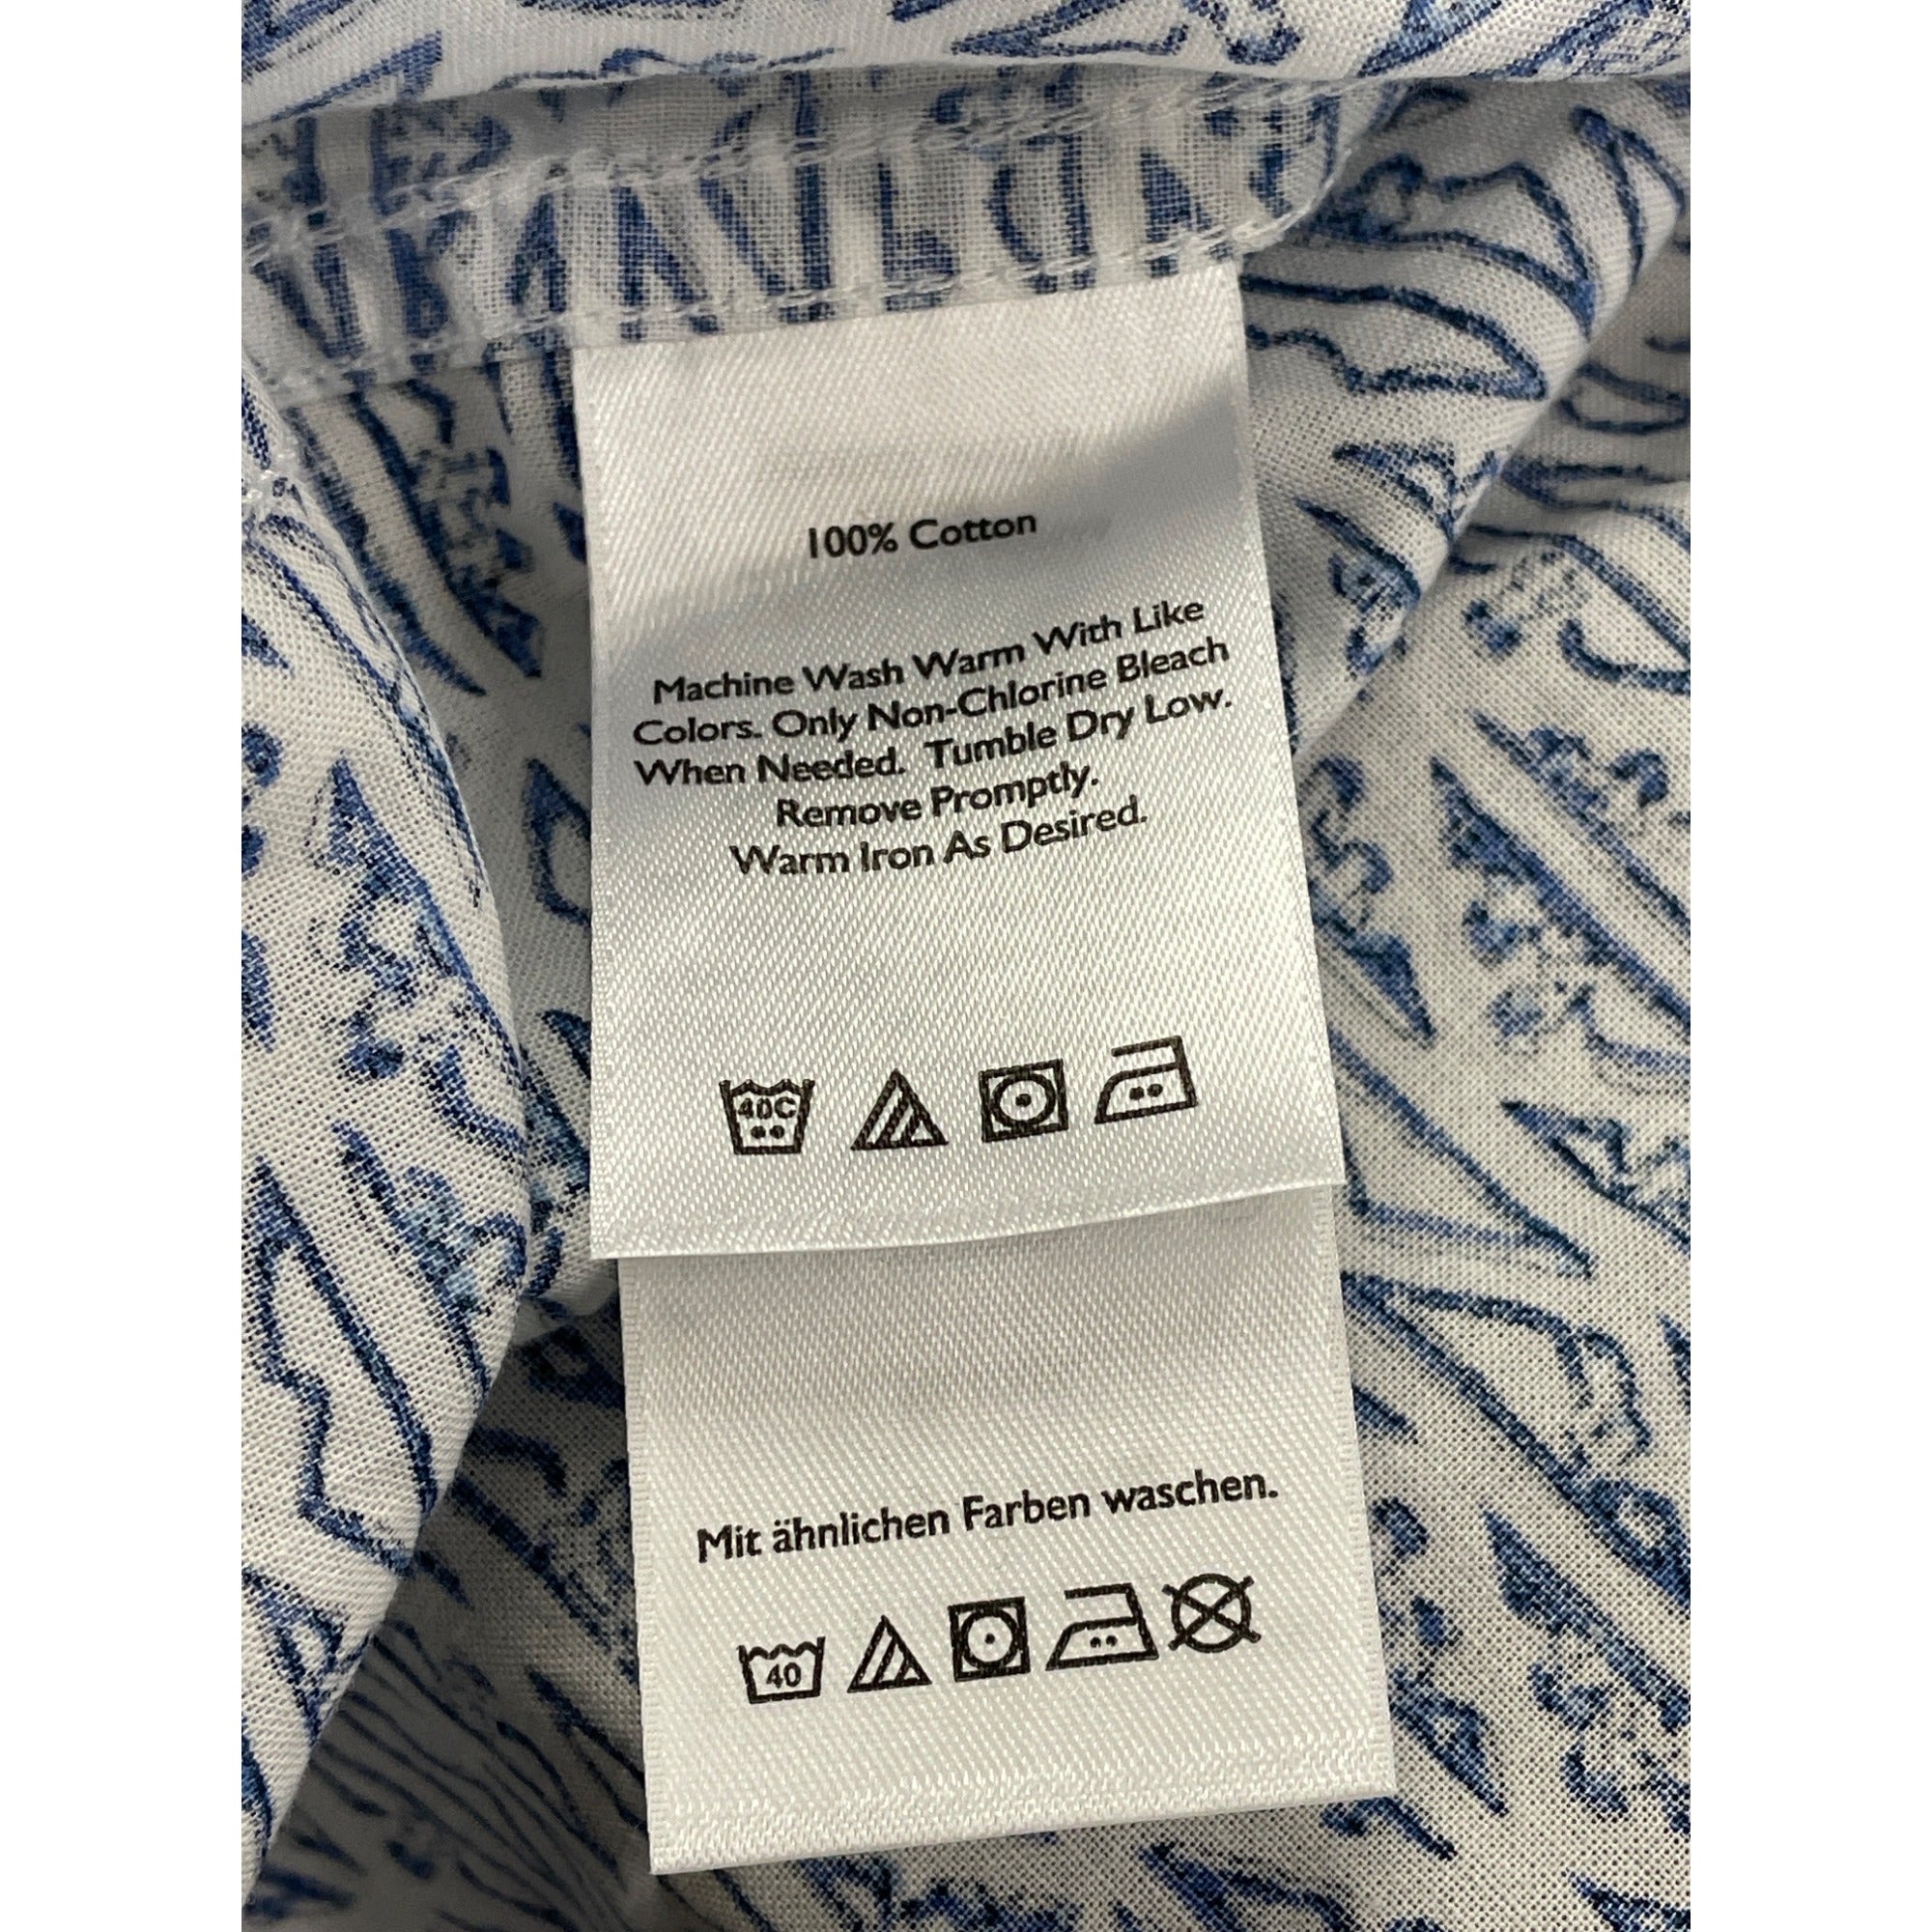 100% Cotton
Machine Wash Warm With Like
Colors. Only Non-Chlorine Bleach
When Needed. Tumble Dry Low.
Remove Promptly.
Warm Iron As Desired.
40C
Mit ähnlichen Farben waschen.
40